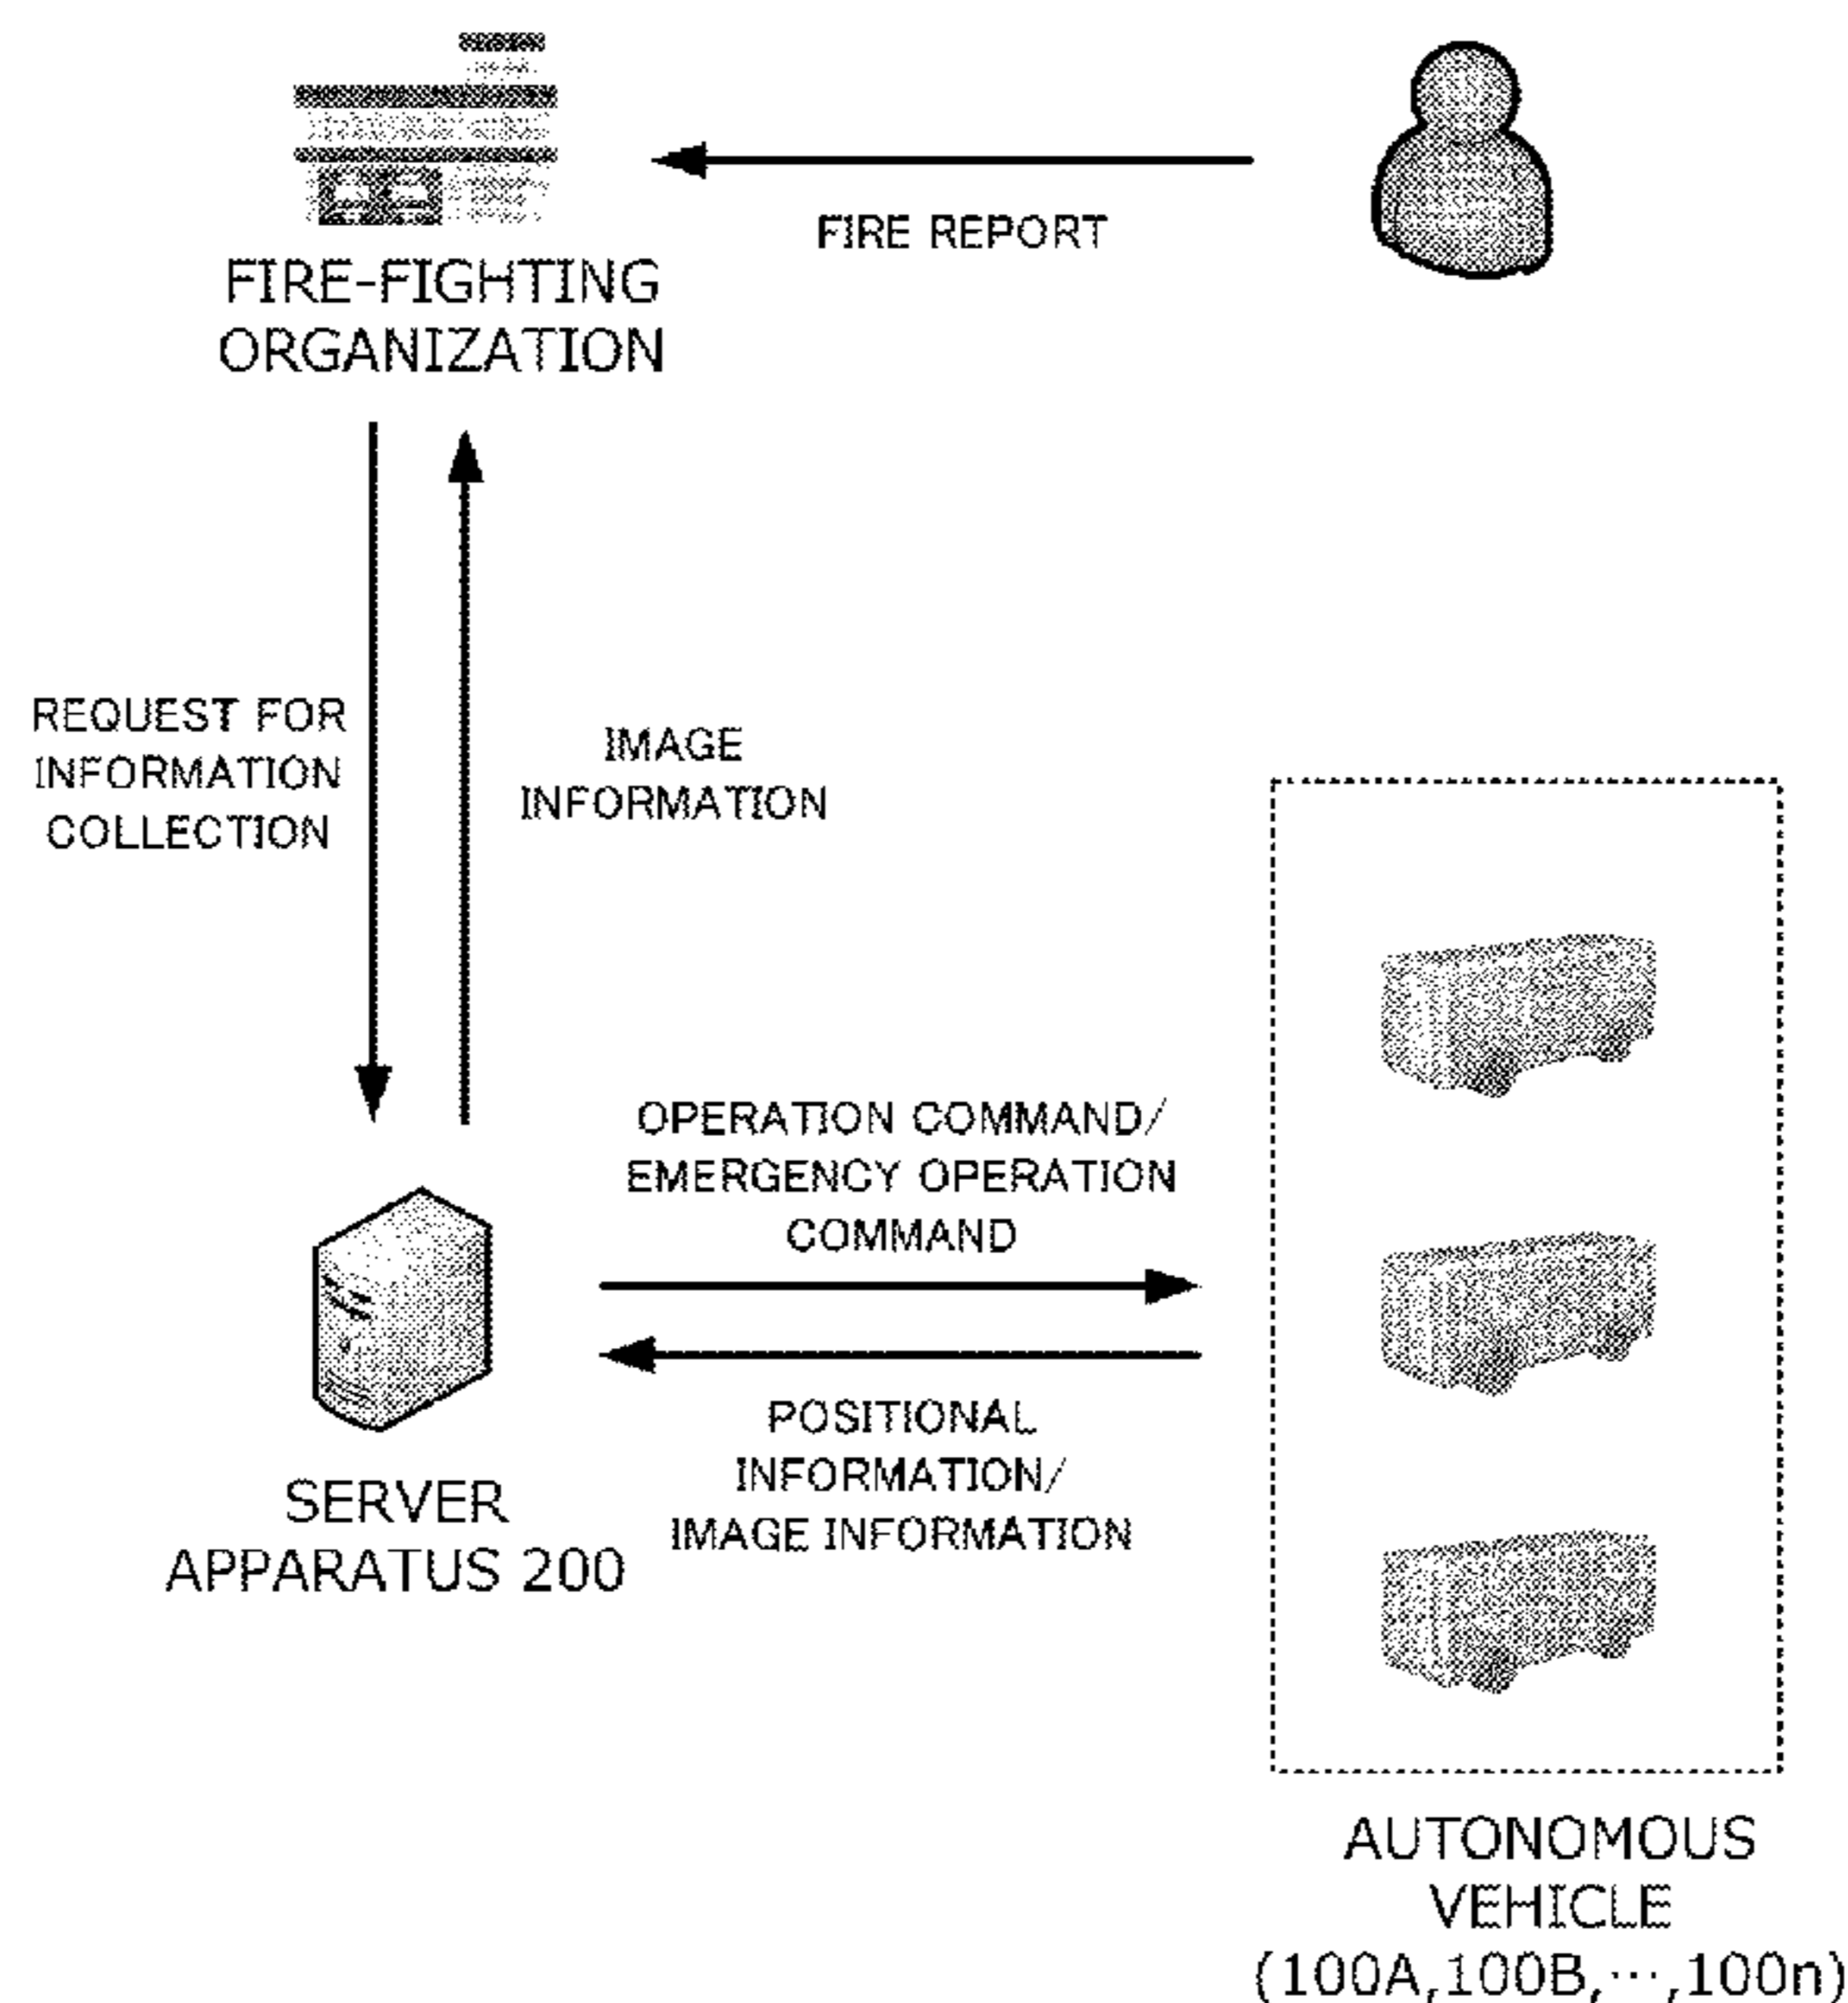 FIRE REPORT
FIRE-FIGHTING
ORGANIZATION
REQUEST FOR
INFORMATION
COLLECTION
IMAGE
INFORMATION
OPERATION COMMAND/
EMERGENCY OPERATION
COMMAND
POSITIONAL
INFORMATION/
IMAGE INFORMATION
SERVER
APPARATUS 200
AUTONOMOUS
VEHICLE
(100A,100B,⋯,100n)